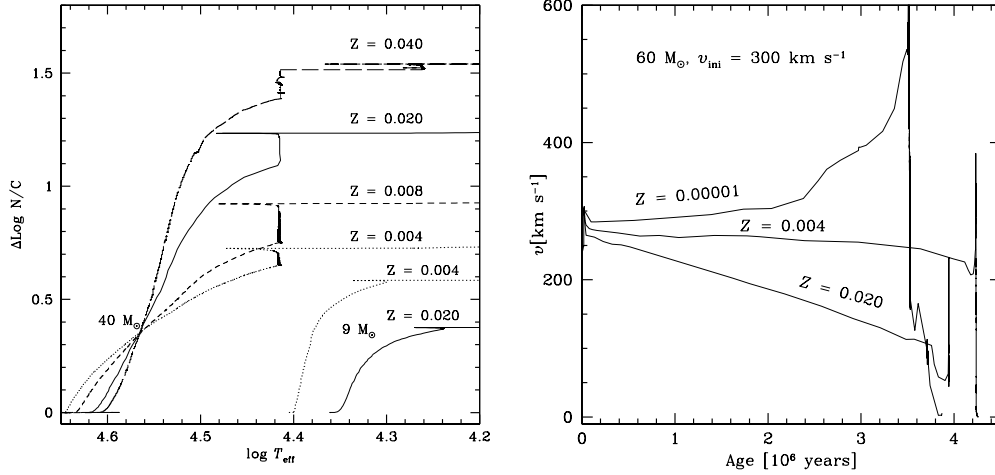 Z = 0.040
Z = 0.020
Z = 0.008
Z = 0.004
Z = 0.004
Z = 0.020
40 M⊙
9 M⊙
ΔLog N/C
1.5
1
0.5
0
4.6
4.5
4.4
4.3
4.2
log Teff
60 M⊙, υini = 300 km s⁻¹
Z = 0.00001
Z = 0.004
Z = 0.020
υ[km s⁻¹]
600
400
200
0
0
1
2
3
4
Age [10⁶ years]